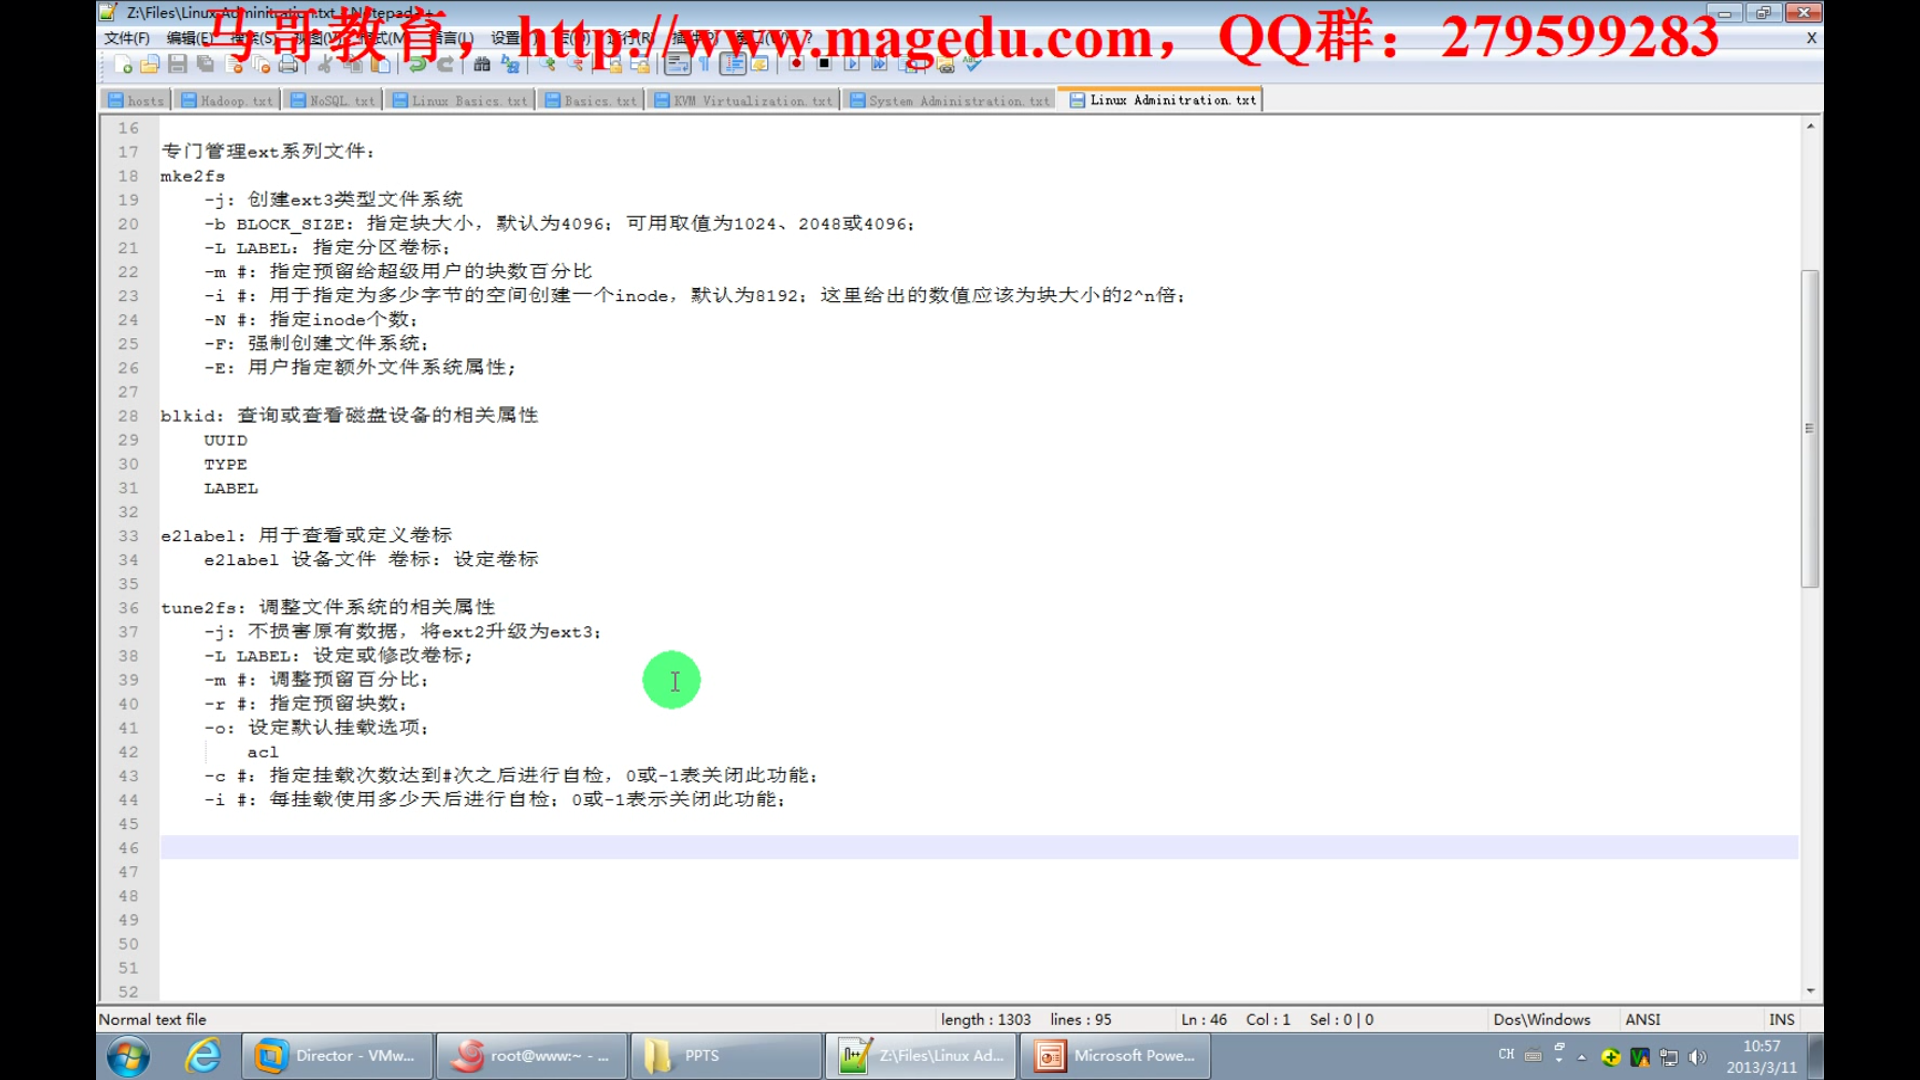 Z:\Files\Linux Adminitration.txt - Notepad++
马哥教育，http://www.magedu.com，QQ群：279599283
文件(F) 编辑(E) 搜索(S) 视图(V) 格式(M) 语言(L) 设置 运行(R) ?
X
hosts Hadoop.txt NoSQL.txt Linux Basics.txt Basics.txt KVM Virtualization.txt System Administration.txt Linux Adminitration.txt
16
17 专门管理ext系列文件：
18 mke2fs
19 -j: 创建ext3类型文件系统
20 -b BLOCK_SIZE: 指定块大小，默认为4096；可用取值为1024、2048或4096；
21 -L LABEL: 指定分区卷标；
22 -m #: 指定预留给超级用户的块数百分比
23 -i #: 用于指定为多少字节的空间创建一个inode，默认为8192；这里给出的数值应该为块大小的2^n倍；
24 -N #: 指定inode个数；
25 -F: 强制创建文件系统；
26 -E: 用户指定额外文件系统属性;
27
28 blkid: 查询或查看磁盘设备的相关属性
29 UUID
30 TYPE
31 LABEL
32
33 e2label: 用于查看或定义卷标
34 e2label 设备文件 卷标: 设定卷标
35
36 tune2fs: 调整文件系统的相关属性
37 -j: 不损害原有数据，将ext2升级为ext3；
38 -L LABEL: 设定或修改卷标;
39 -m #: 调整预留百分比；
40 -r #: 指定预留块数；
41 -o: 设定默认挂载选项；
42 acl
43 -c #: 指定挂载次数达到#次之后进行自检，0或-1表关闭此功能；
44 -i #: 每挂载使用多少天后进行自检；0或-1表示关闭此功能；
45
46
47
48
49
50
51
52
Normal text file length : 1303 lines : 95 Ln : 46 Col : 1 Sel : 0 | 0 Dos\Windows ANSI INS
Director - VMw... root@www:~ - ... PPTS Z:\Files\Linux Ad... Microsoft Powe... CH 10:57
2013/3/11